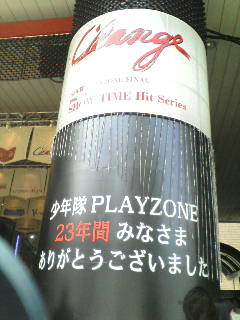 Change
SHOW TIME Hit Series
少年隊 PLAYZONE
23年間 みなさま
ありがとうございました